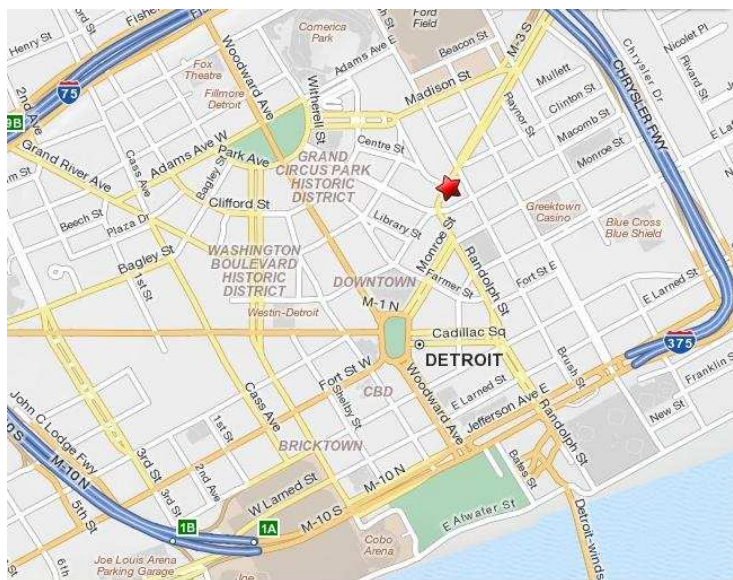 Fisher
Fisher
Henry St
Comerica
Park
Ford
Field
Nicolet Pl
Chrysler Dr
Rivard St
Fox
Theatre
Woodward Ave
Adams Ave E
Beacon St
M-3 S
75
2nd Ave
Fillmore
Detroit
Witherell St
Madison St
Mullett
CHRYSLER FWY
9B
Clinton St
Raynor St
Macomb St
Grand River Ave
Adams Ave W
Park Ave
Centre St
Monroe St
E Lafa
Cass Ave
Bagley St
GRAND
CIRCUS PARK
HISTORIC
DISTRICT
Clifford St
Beech St
Plaza Dr
Library St
Greektown
Casino
Blue Cross
Blue Shield
Bagley St
WASHINGTON
BOULEVARD
HISTORIC
DISTRICT
Monroe St
Randolph St
1st St
DOWNTOWN
Farmer St
Fort St E
E Larned St
Westin-Detroit
M-1 N
Cadillac Sq
DETROIT
375
Fort St W
CBD
Brush St
Franklin S
E Larned St
Jefferson Ave E
New St
John C Lodge Fwy
Cass Ave
Shelby St
Woodward Ave
Randolph St
1st St
BRICKTOWN
3rd St
2nd Ave
M-10 N
0 S
W Larned St
M-10 N
Bates St
5th St
3rd St
1B
1A
M-10 S
E Atwater St
6th
Joe Louis Arena
Parking Garage
Joe
Cobo
Arena
Detroit-winds